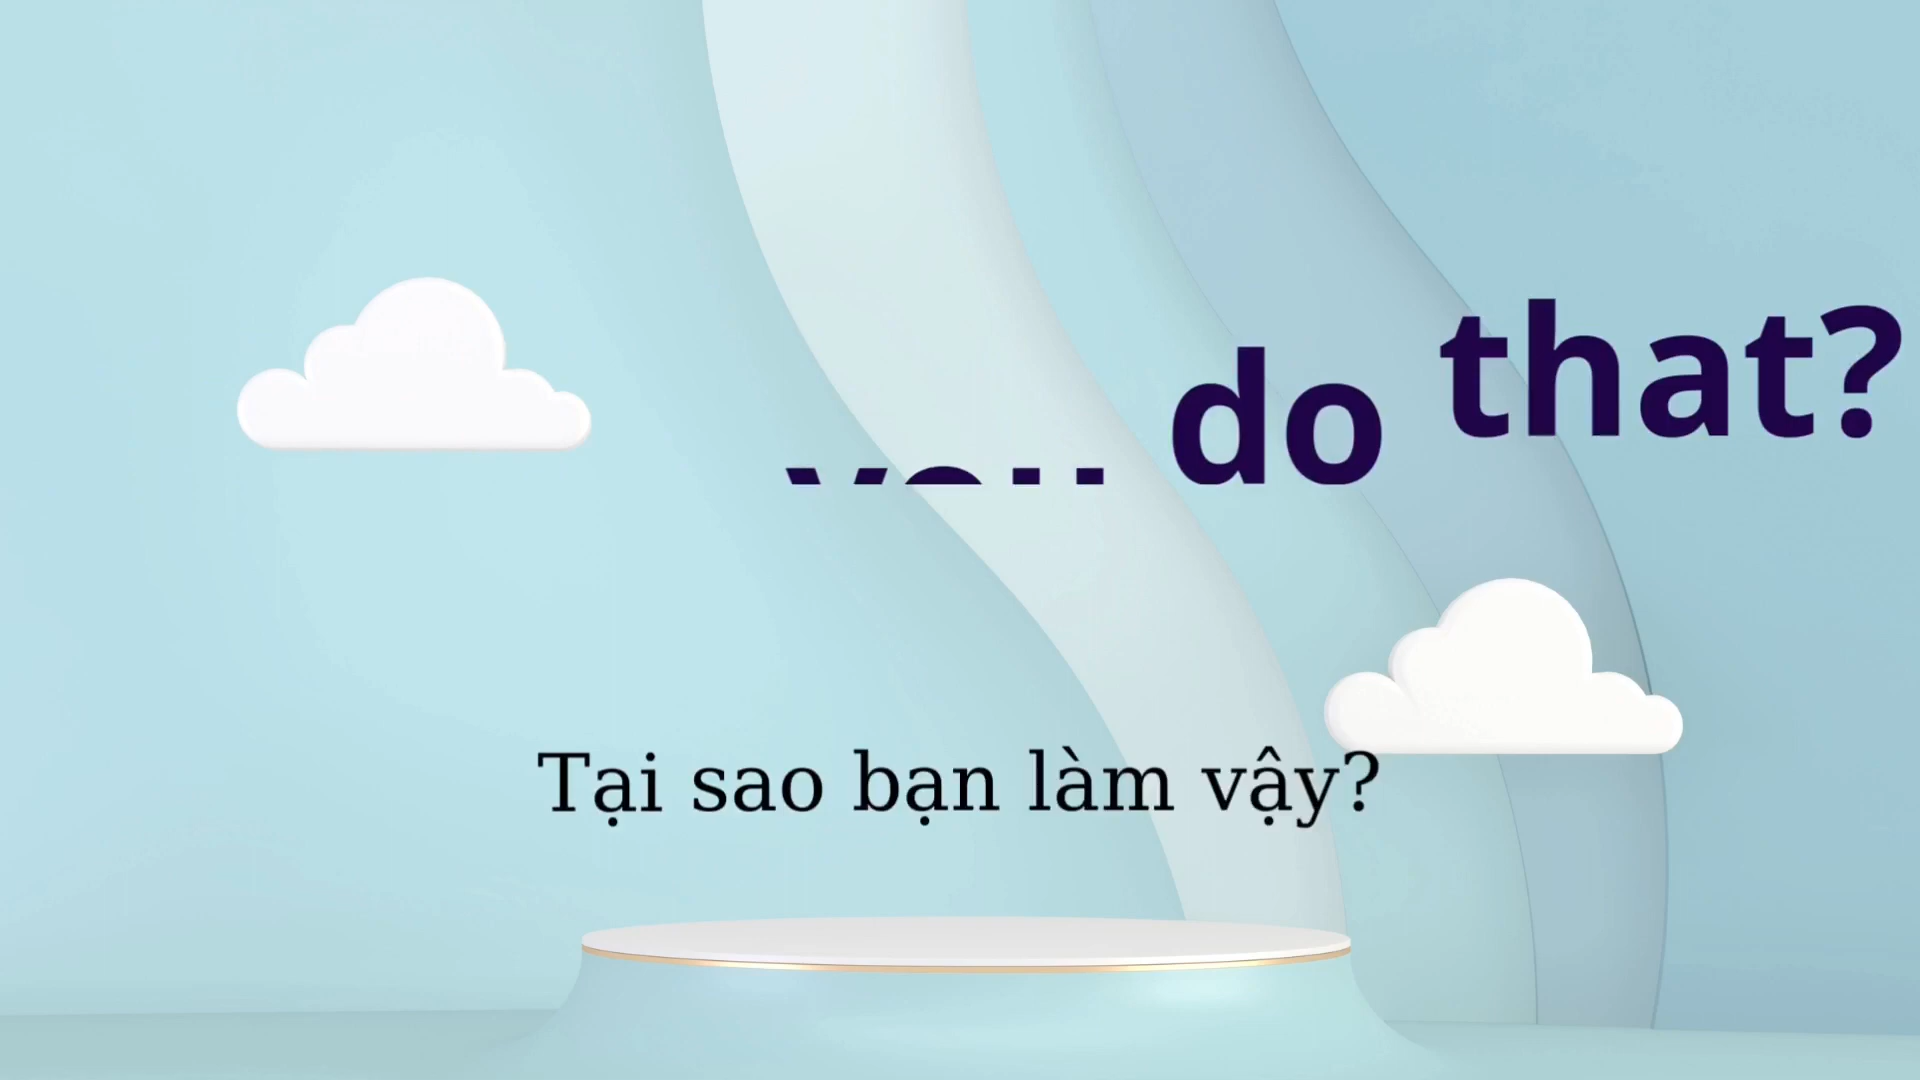 do that?
Tại sao bạn làm vậy?